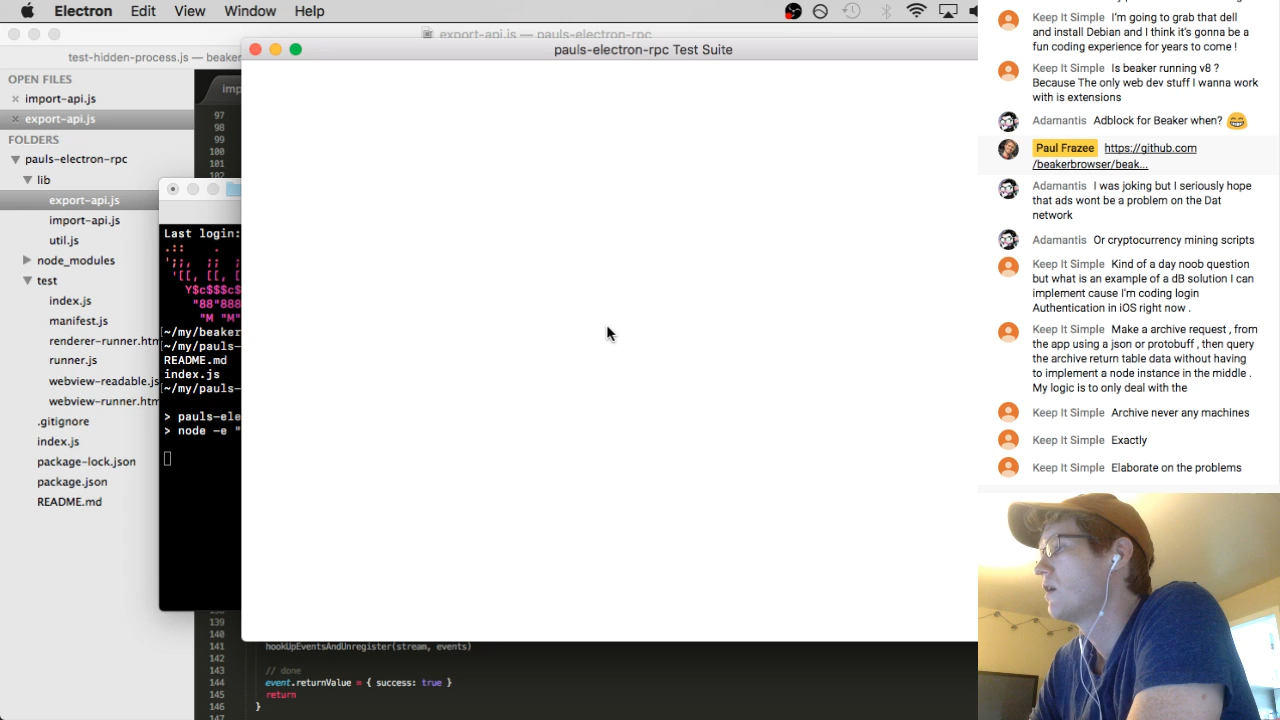 Electron Edit View Window Help
export-api.js — pauls-electron-rpc
test-hidden-process.js — beaker
pauls-electron-rpc Test Suite
OPEN FILES
import-api.js
export-api.js
FOLDERS
pauls-electron-rpc
lib
export-api.js
import-api.js
util.js
node_modules
test
index.js
manifest.js
renderer-runner.htm
runner.js
webview-readable.js
webview-runner.htm
.gitignore
index.js
package-lock.json
package.json
README.md
imp
97
98
99
100
101
102
Last login:
.:: .
';;, ;; ;
'[[, [[, [
Y$c$$$c$
"88"888
"M "M"
[~/my/beaker
[~/my/pauls-
README.md
index.js
[~/my/pauls-
> pauls-ele
> node -e "
139
140
141 hookUpEventsAndUnregister(stream, events)
142
143 // done
144 event.returnValue = { success: true }
145 return
146 }
147
Keep It Simple I'm going to grab that dell
and install Debian and I think it's gonna be a
fun coding experience for years to come !
Keep It Simple Is beaker running v8 ?
Because The only web dev stuff I wanna work
with is extensions
Adamantis Adblock for Beaker when? 😁
Paul Frazee https://github.com
/beakerbrowser/beak...
Adamantis I was joking but I seriously hope
that ads wont be a problem on the Dat
network
Adamantis Or cryptocurrency mining scripts
Keep It Simple Kind of a day noob question
but what is an example of a dB solution I can
implement cause I'm coding login
Authentication in iOS right now .
Keep It Simple Make a archive request , from
the app using a json or protobuff , then query
the archive return table data without having
to implement a node instance in the middle .
My logic is to only deal with the
Keep It Simple Archive never any machines
Keep It Simple Exactly
Keep It Simple Elaborate on the problems